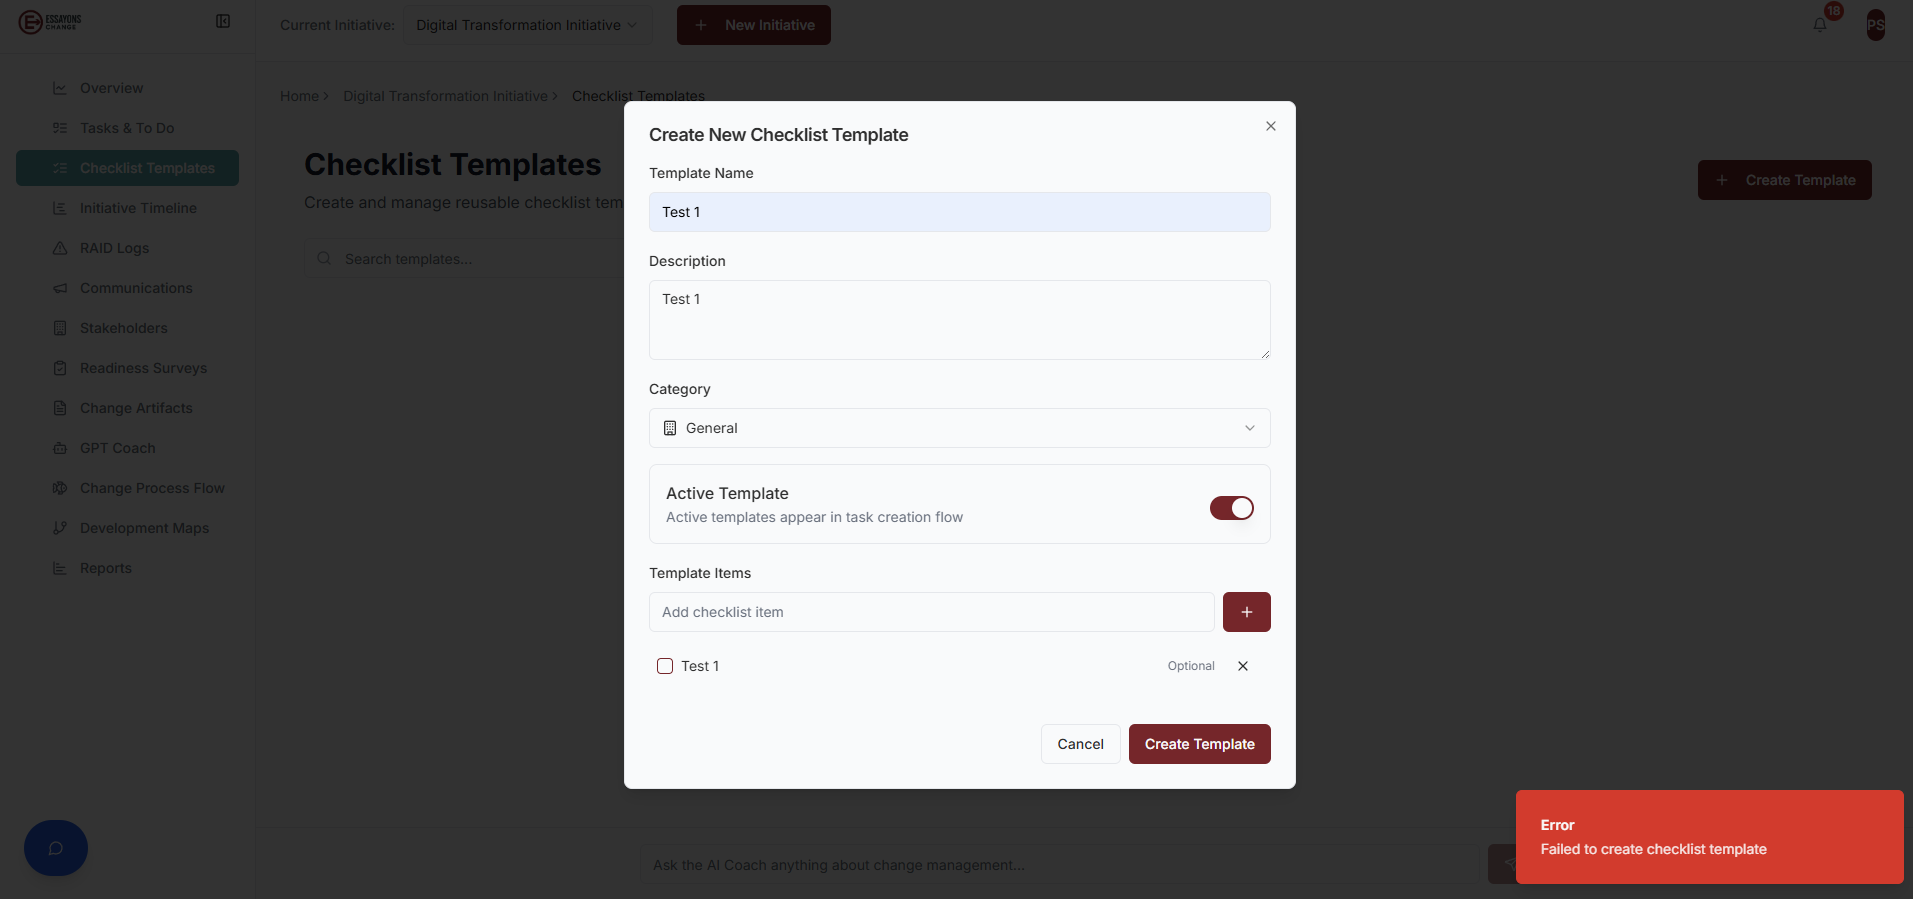 ESSAYONS
CHANGE
Current Initiative:
Digital Transformation Initiative
+ New Initiative
18
PS
Overview
Tasks & To Do
Checklist Templates
Initiative Timeline
RAID Logs
Communications
Stakeholders
Readiness Surveys
Change Artifacts
GPT Coach
Change Process Flow
Development Maps
Reports
Home > Digital Transformation Initiative > Checklist Templates
Checklist Templates
Create and manage reusable checklist tem
+ Create Template
Search templates...
Create New Checklist Template
Template Name
Test 1
Description
Test 1
Category
General
Active Template
Active templates appear in task creation flow
Template Items
Add checklist item
Test 1
Optional
Cancel
Create Template
Ask the AI Coach anything about change management...
Error
Failed to create checklist template